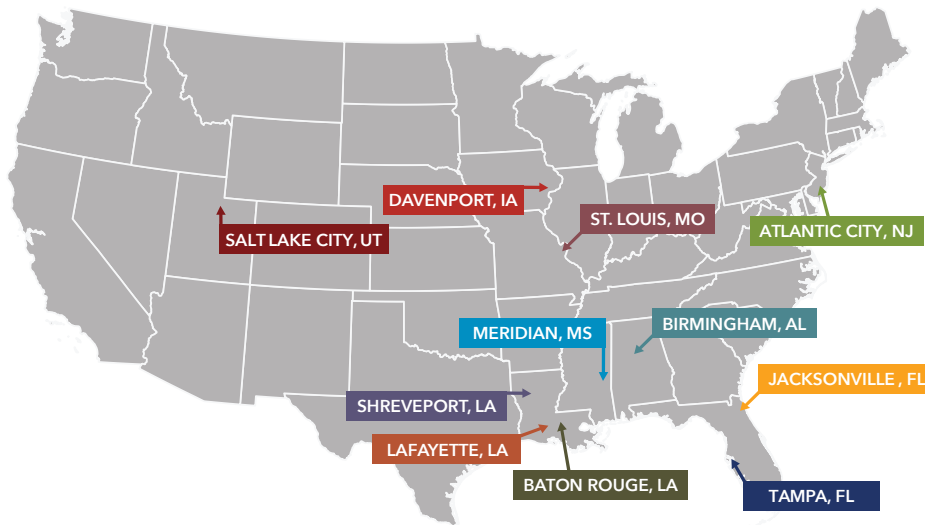 DAVENPORT, IA
ST. LOUIS, MO
SALT LAKE CITY, UT
ATLANTIC CITY, NJ
MERIDIAN, MS
BIRMINGHAM, AL
JACKSONVILLE , FL
SHREVEPORT, LA
LAFAYETTE, LA
BATON ROUGE, LA
TAMPA, FL